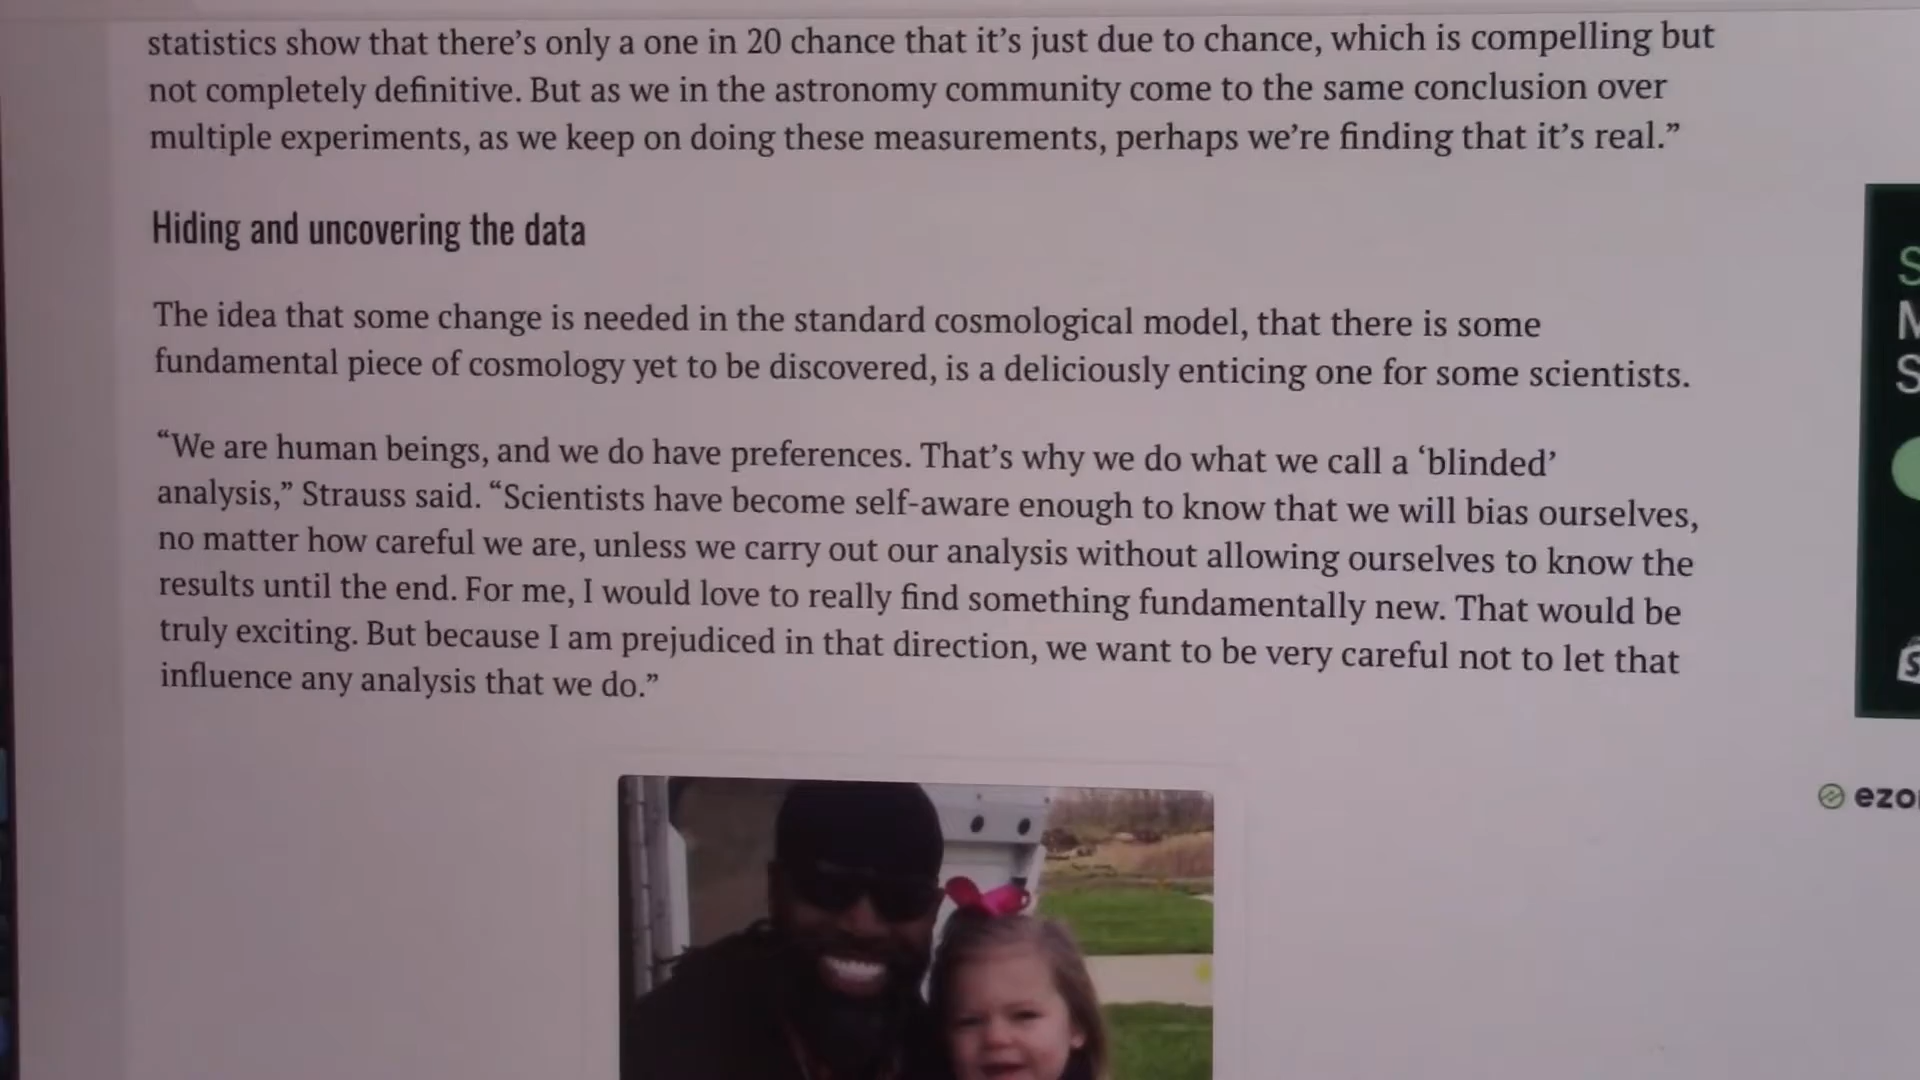 statistics show that there’s only a one in 20 chance that it’s just due to chance, which is compelling but
not completely definitive. But as we in the astronomy community come to the same conclusion over
multiple experiments, as we keep on doing these measurements, perhaps we’re finding that it’s real.”
Hiding and uncovering the data
The idea that some change is needed in the standard cosmological model, that there is some
fundamental piece of cosmology yet to be discovered, is a deliciously enticing one for some scientists.
“We are human beings, and we do have preferences. That’s why we do what we call a ‘blinded’
analysis,” Strauss said. “Scientists have become self-aware enough to know that we will bias ourselves,
no matter how careful we are, unless we carry out our analysis without allowing ourselves to know the
results until the end. For me, I would love to really find something fundamentally new. That would be
truly exciting. But because I am prejudiced in that direction, we want to be very careful not to let that
influence any analysis that we do.”